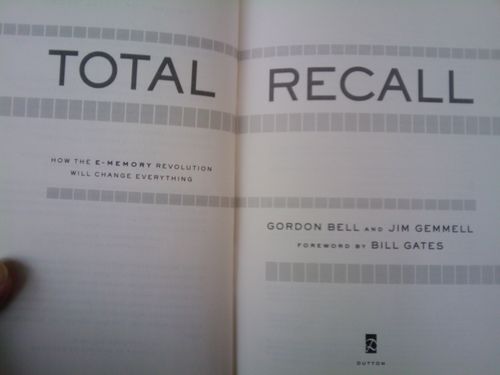 TOTAL RECALL
HOW THE E-MEMORY REVOLUTION
WILL CHANGE EVERYTHING
GORDON BELL AND JIM GEMMELL
FOREWORD BY BILL GATES
DUTTON